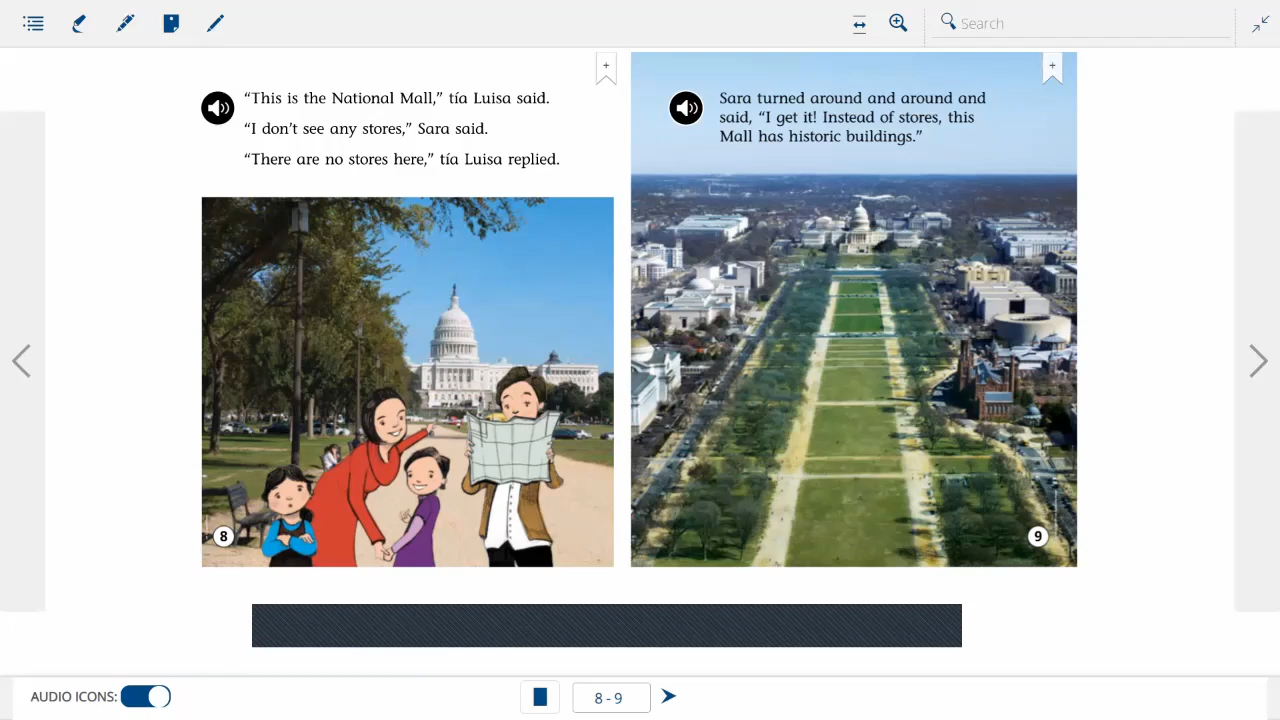 Search
+
“This is the National Mall,” tía Luisa said.
“I don’t see any stores,” Sara said.
“There are no stores here,” tía Luisa replied.
8
+
Sara turned around and around and
said, “I get it! Instead of stores, this
Mall has historic buildings.”
9
AUDIO ICONS:
8 - 9